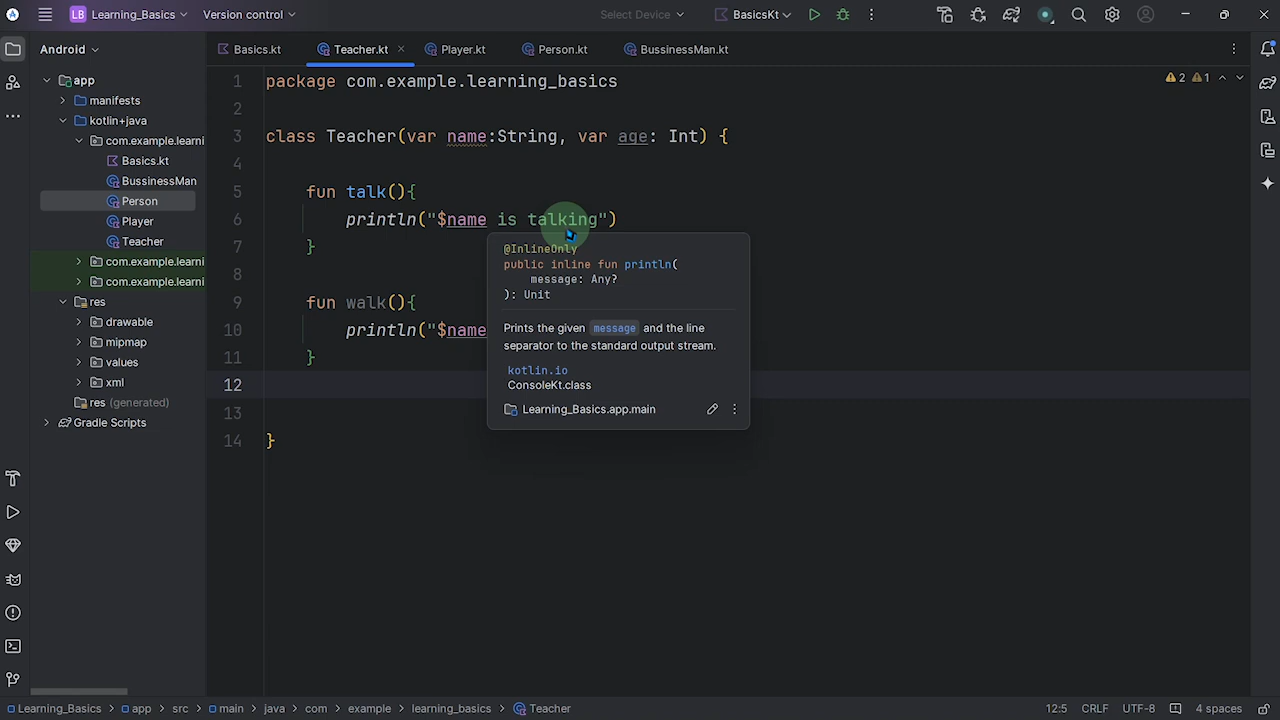 LB Learning_Basics Version control Select Device BasicsKt
Android
Basics.kt Teacher.kt Player.kt Person.kt BussinessMan.kt
app
manifests
kotlin+java
com.example.learni
Basics.kt
BussinessMan
Person
Player
Teacher
com.example.learni
com.example.learni
res
drawable
mipmap
values
xml
res (generated)
Gradle Scripts
2 1
1 package com.example.learning_basics
2
3 class Teacher(var name:String, var age: Int) {
4
5 fun talk(){
6 println("$name is talking")
7 }
8
9 fun walk(){
10 println("$name
11 }
12
13
14 }
@InlineOnly
public inline fun println(
message: Any?
): Unit
Prints the given message and the line
separator to the standard output stream.
kotlin.io
ConsoleKt.class
Learning_Basics.app.main
Learning_Basics > app > src > main > java > com > example > learning_basics > Teacher 12:5 CRLF UTF-8 4 spaces